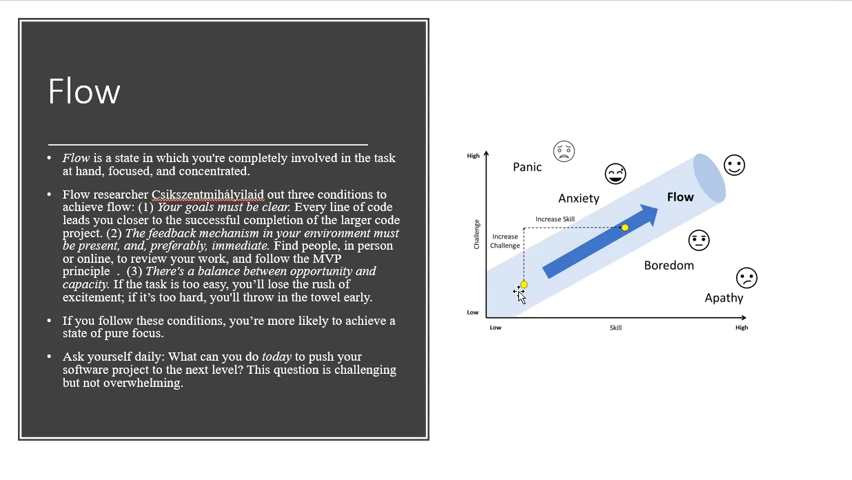 Flow
• Flow is a state in which you're completely involved in the task
at hand, focused, and concentrated.
• Flow researcher Csikszentmihályilaid out three conditions to
achieve flow: (1) Your goals must be clear. Every line of code
leads you closer to the successful completion of the larger code
project. (2) The feedback mechanism in your environment must
be present, and, preferably, immediate. Find people, in person
or online, to review your work, and follow the MVP
principle . (3) There's a balance between opportunity and
capacity. If the task is too easy, you’ll lose the rush of
excitement; if it’s too hard, you'll throw in the towel early.
• If you follow these conditions, you’re more likely to achieve a
state of pure focus.
• Ask yourself daily: What can you do today to push your
software project to the next level? This question is challenging
but not overwhelming.
High
Panic
Anxiety
Flow
Increase Skill
Increase
Challenge
Challenge
Boredom
Apathy
Low
Low
Skill
High